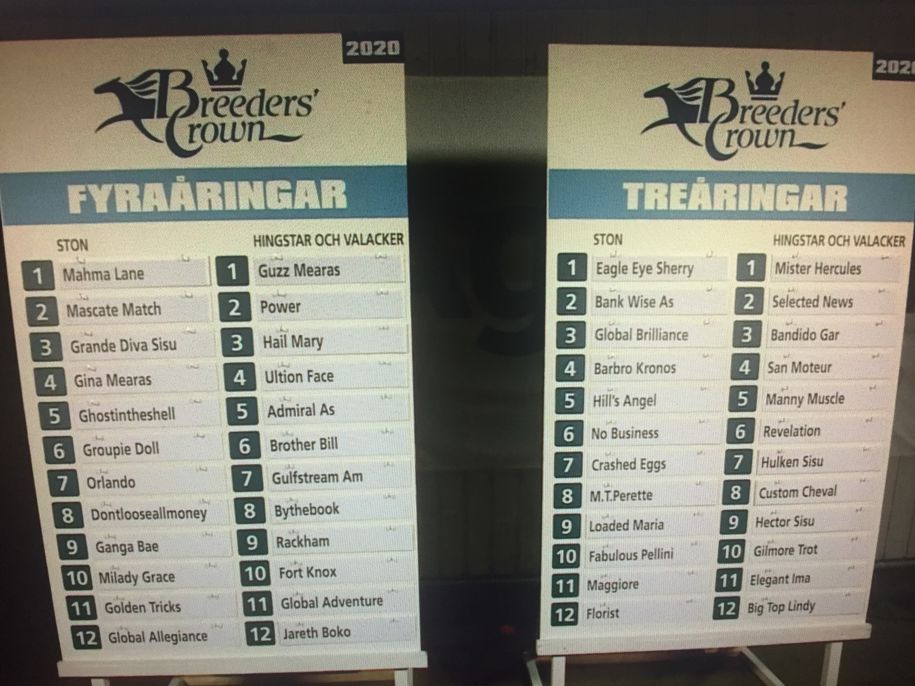 2020
Breeders'
Crown
FYRAÅRINGAR
STON
1 Mahma Lane
2 Mascate Match
3 Grande Diva Sisu
4 Gina Mearas
5 Ghostintheshell
6 Groupie Doll
7 Orlando
8 Dontlooseallmoney
9 Ganga Bae
10 Milady Grace
11 Golden Tricks
12 Global Allegiance
HINGSTAR OCH VALACKER
1 Guzz Mearas
2 Power
3 Hail Mary
4 Ultion Face
5 Admiral As
6 Brother Bill
7 Gulfstream Am
8 Bythebook
9 Rackham
10 Fort Knox
11 Global Adventure
12 Jareth Boko
2020
Breeders'
Crown
TREÅRINGAR
STON
1 Eagle Eye Sherry
2 Bank Wise As
3 Global Brilliance
4 Barbro Kronos
5 Hill's Angel
6 No Business
7 Crashed Eggs
8 M.T.Perette
9 Loaded Maria
10 Fabulous Pellini
11 Maggiore
12 Florist
HINGSTAR OCH VALACKER
1 Mister Hercules
2 Selected News
3 Bandido Gar
4 San Moteur
5 Manny Muscle
6 Revelation
7 Hulken Sisu
8 Custom Cheval
9 Hector Sisu
10 Gilmore Trot
11 Elegant Ima
12 Big Top Lindy